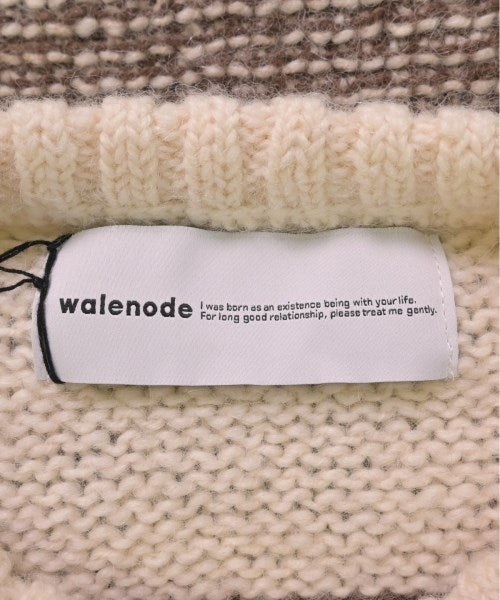 walenode
I was born as an existence being with your life.
For long good relationship, please treat me gently.